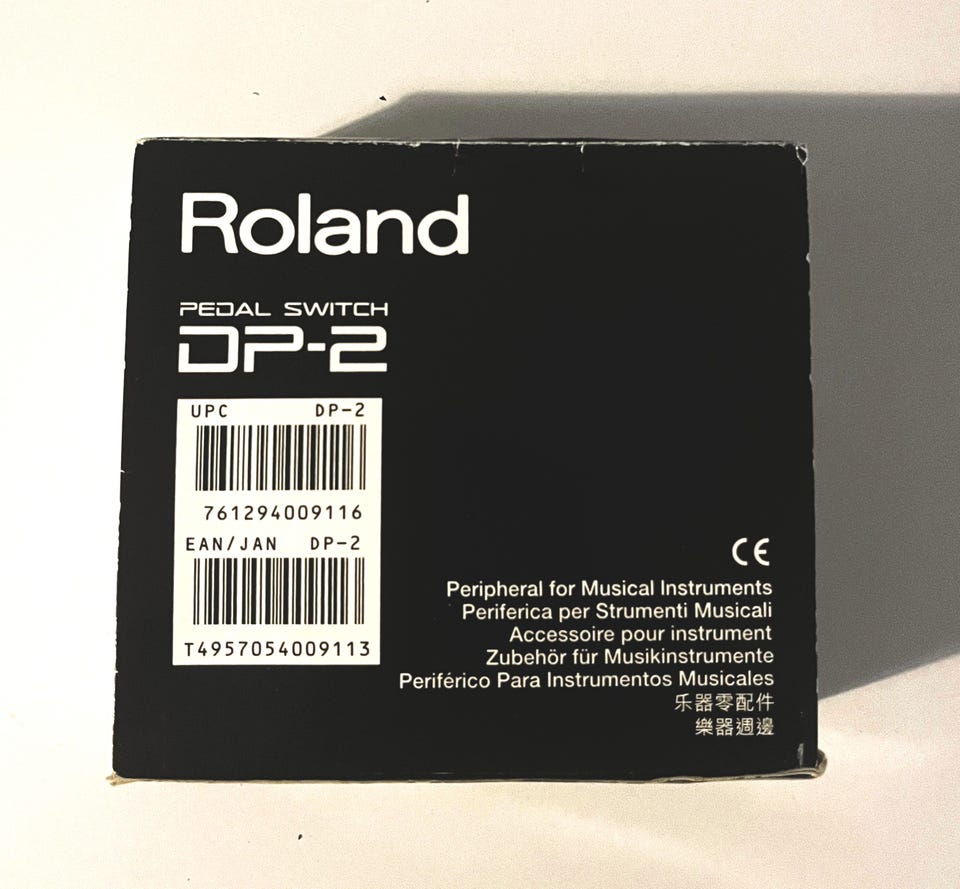 Roland
PEDAL SWITCH
DP-2
UPC DP-2
761294009116
EAN/JAN DP-2
T4957054009113
CE
Peripheral for Musical Instruments
Periferica per Strumenti Musicali
Accessoire pour instrument
Zubehör für Musikinstrumente
Periférico Para Instrumentos Musicales
乐器零配件
樂器週邊